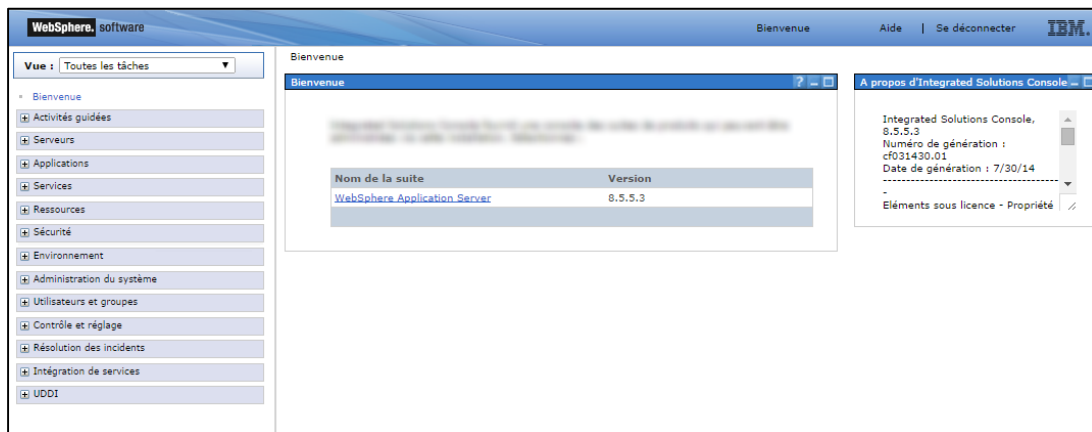 WebSphere. software
Bienvenue Aide | Se déconnecter IBM.
Vue : Toutes les tâches
Bienvenue
Activités guidées
Serveurs
Applications
Services
Ressources
Sécurité
Environnement
Administration du système
Utilisateurs et groupes
Contrôle et réglage
Résolution des incidents
Intégration de services
UDDI
Bienvenue
Bienvenue
Nom de la suite Version
WebSphere Application Server 8.5.5.3
A propos d'Integrated Solutions Console
Integrated Solutions Console,
8.5.5.3
Numéro de génération :
cf031430.01
Date de génération : 7/30/14
----------------------------------
-
Eléments sous licence - Propriété